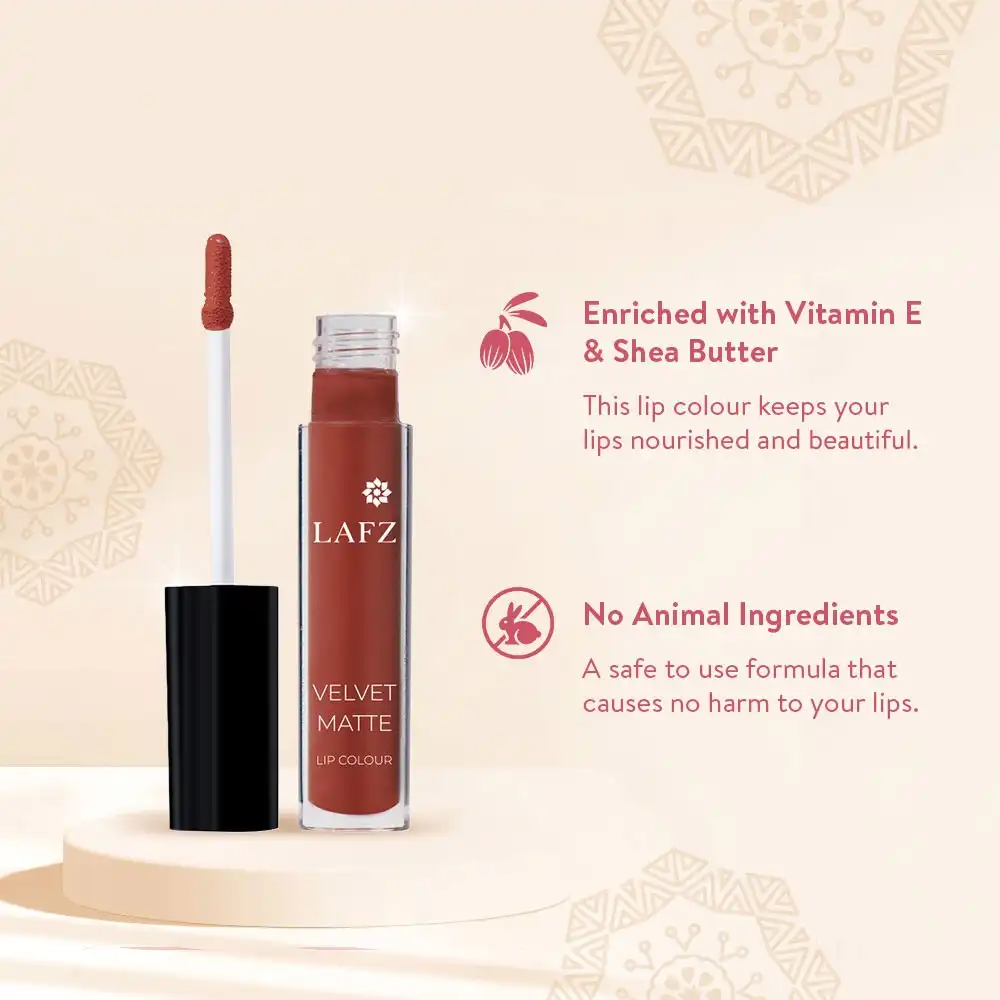 Enriched with Vitamin E
& Shea Butter
This lip colour keeps your
lips nourished and beautiful.
LAFZ
VELVET
MATTE
LIP COLOUR
No Animal Ingredients
A safe to use formula that
causes no harm to your lips.